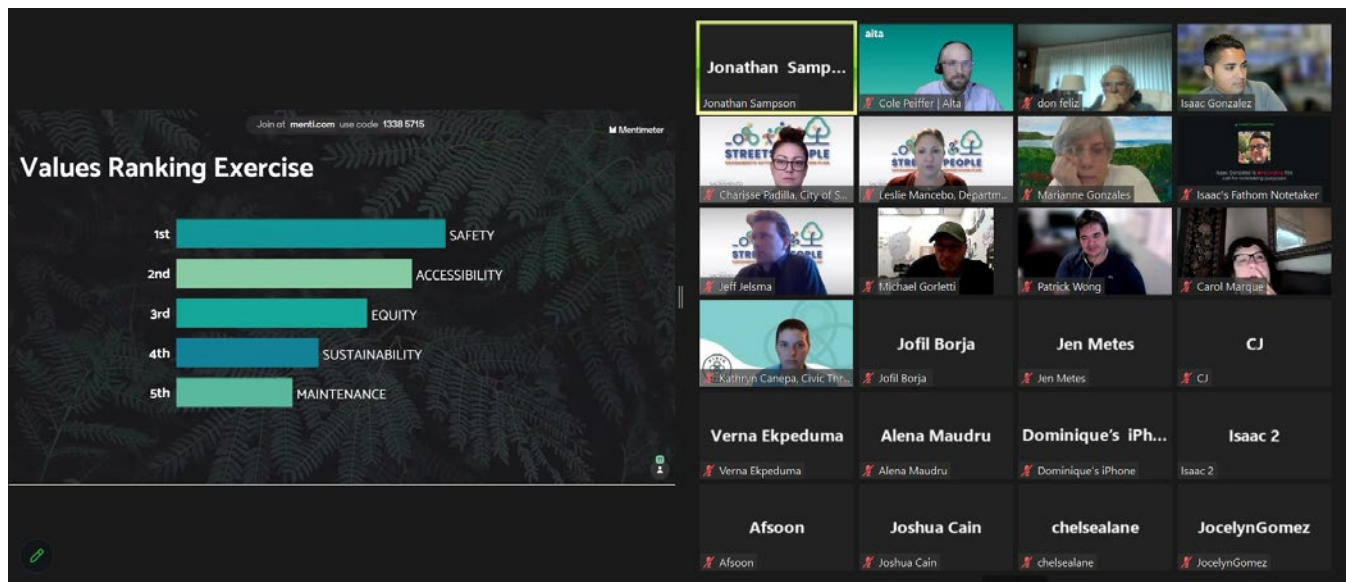 Join at menti.com use code 1338 5715
Mentimeter
Values Ranking Exercise
1st SAFETY
2nd ACCESSIBILITY
3rd EQUITY
4th SUSTAINABILITY
5th MAINTENANCE
Jonathan Samp...
Jonathan Sampson
alta
Cole Peiffer | Alta
don feliz
Isaac Gonzalez
STREETS PEOPLE
Charisse Padilla, City of S...
STRE PEOPLE
Leslie Mancebo, Departm...
Marianne Gonzales
Isaac's Fathom Notetaker
STRE PLE
Jeff Jelsma
Michael Gorletti
Patrick Wong
Carol Marque
Kathryn Canepa, Civic Thr...
Jofil Borja
Jofil Borja
Jen Metes
Jen Metes
CJ
CJ
Verna Ekpeduma
Verna Ekpeduma
Alena Maudru
Alena Maudru
Dominique's iPh...
Dominique's iPhone
Isaac 2
Isaac 2
Afsoon
Afsoon
Joshua Cain
Joshua Cain
chelsealane
chelsealane
JocelynGomez
JocelynGomez